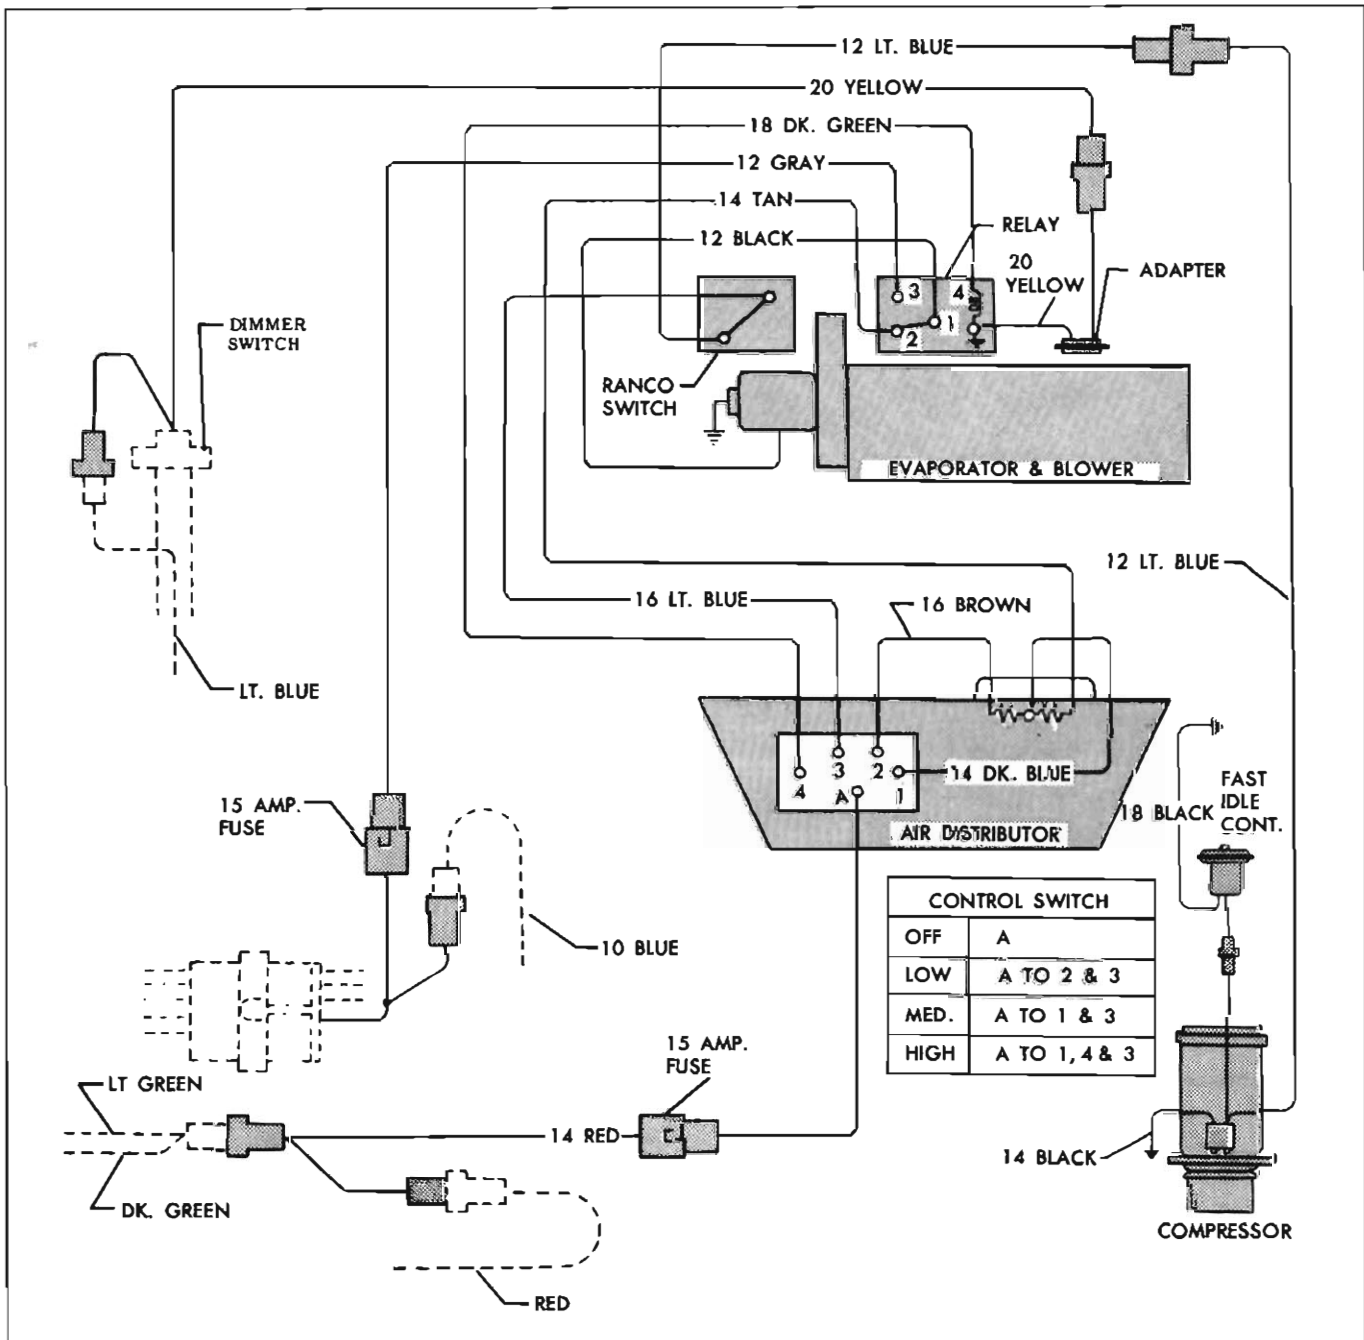 12 LT. BLUE
20 YELLOW
18 DK. GREEN
12 GRAY
14 TAN
12 BLACK
RELAY
20
YELLOW
ADAPTER
3
4
1
2
DIMMER
SWITCH
RANCO
SWITCH
EVAPORATOR & BLOWER
12 LT. BLUE
16 LT. BLUE
16 BROWN
LT. BLUE
3
2
4
A
1
14 DK. BLUE
AIR DISTRIBUTOR
18 BLACK
FAST
IDLE
CONT.
15 AMP.
FUSE
10 BLUE
CONTROL SWITCH
OFF A
LOW A TO 2 & 3
MED. A TO 1 & 3
HIGH A TO 1, 4 & 3
15 AMP.
FUSE
LT GREEN
14 RED
DK. GREEN
RED
14 BLACK
COMPRESSOR